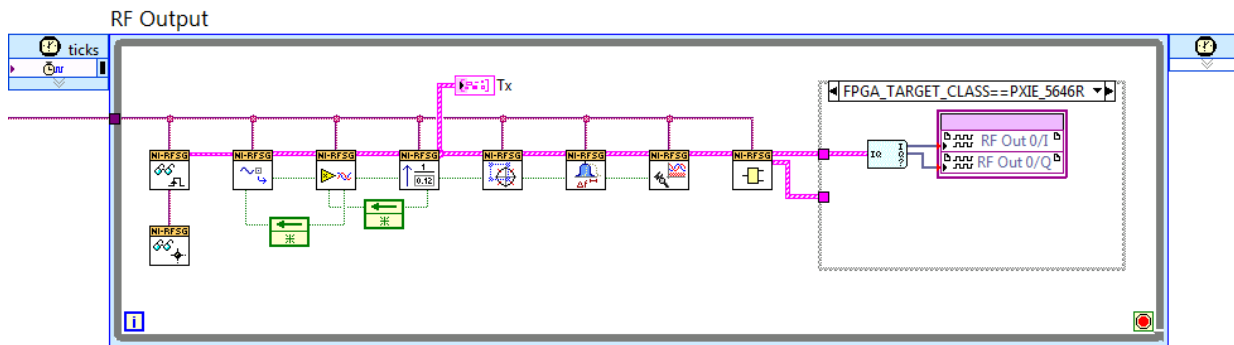 RF Output
ticks
Tx
FPGA_TARGET_CLASS==PXIE_5646R
NI-RFSG NI-RFSG NI-RFSG NI-RFSG NI-RFSG NI-RFSG NI-RFSG NI-RFSG
1
0.12
Δf
IQ
I
Q
?
RF Out 0/I
RF Out 0/Q
NI-RFSG
i